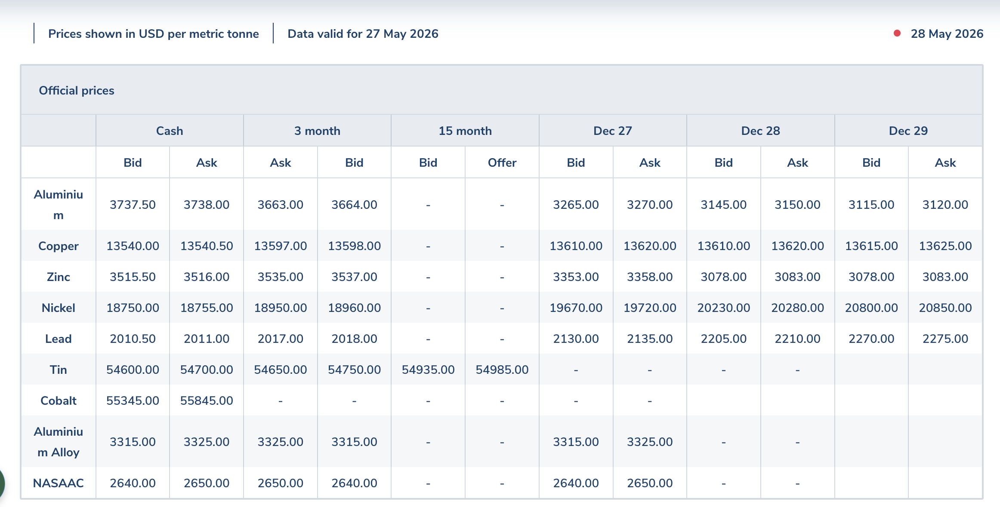 Prices shown in USD per metric tonne Data valid for 27 May 2026 28 May 2026
Official prices
Cash 3 month 15 month Dec 27 Dec 28 Dec 29
Bid Ask Ask Bid Bid Offer Bid Ask Bid Ask Bid Ask
Aluminiu
m 3737.50 3738.00 3663.00 3664.00 - - 3265.00 3270.00 3145.00 3150.00 3115.00 3120.00
Copper 13540.00 13540.50 13597.00 13598.00 - - 13610.00 13620.00 13610.00 13620.00 13615.00 13625.00
Zinc 3515.50 3516.00 3535.00 3537.00 - - 3353.00 3358.00 3078.00 3083.00 3078.00 3083.00
Nickel 18750.00 18755.00 18950.00 18960.00 - - 19670.00 19720.00 20230.00 20280.00 20800.00 20850.00
Lead 2010.50 2011.00 2017.00 2018.00 - - 2130.00 2135.00 2205.00 2210.00 2270.00 2275.00
Tin 54600.00 54700.00 54650.00 54750.00 54935.00 54985.00 - - - -
Cobalt 55345.00 55845.00 - - - - - -
Aluminiu
m Alloy 3315.00 3325.00 3325.00 3315.00 - - 3315.00 3325.00 - -
NASAAC 2640.00 2650.00 2650.00 2640.00 - - 2640.00 2650.00 - -